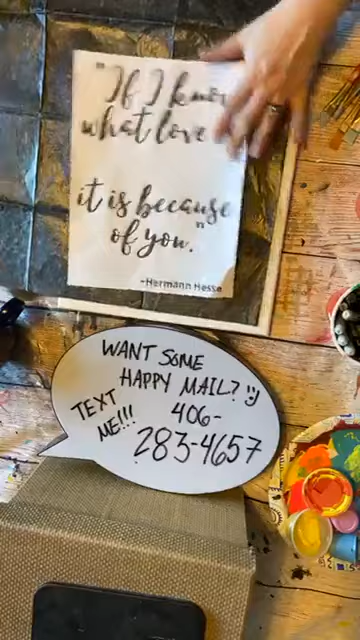 "If I know
what love
it is because
of you."
-Hermann Hesse
WANT SOME
HAPPY MAIL? :)
TEXT
ME!!!
406-
283-4657